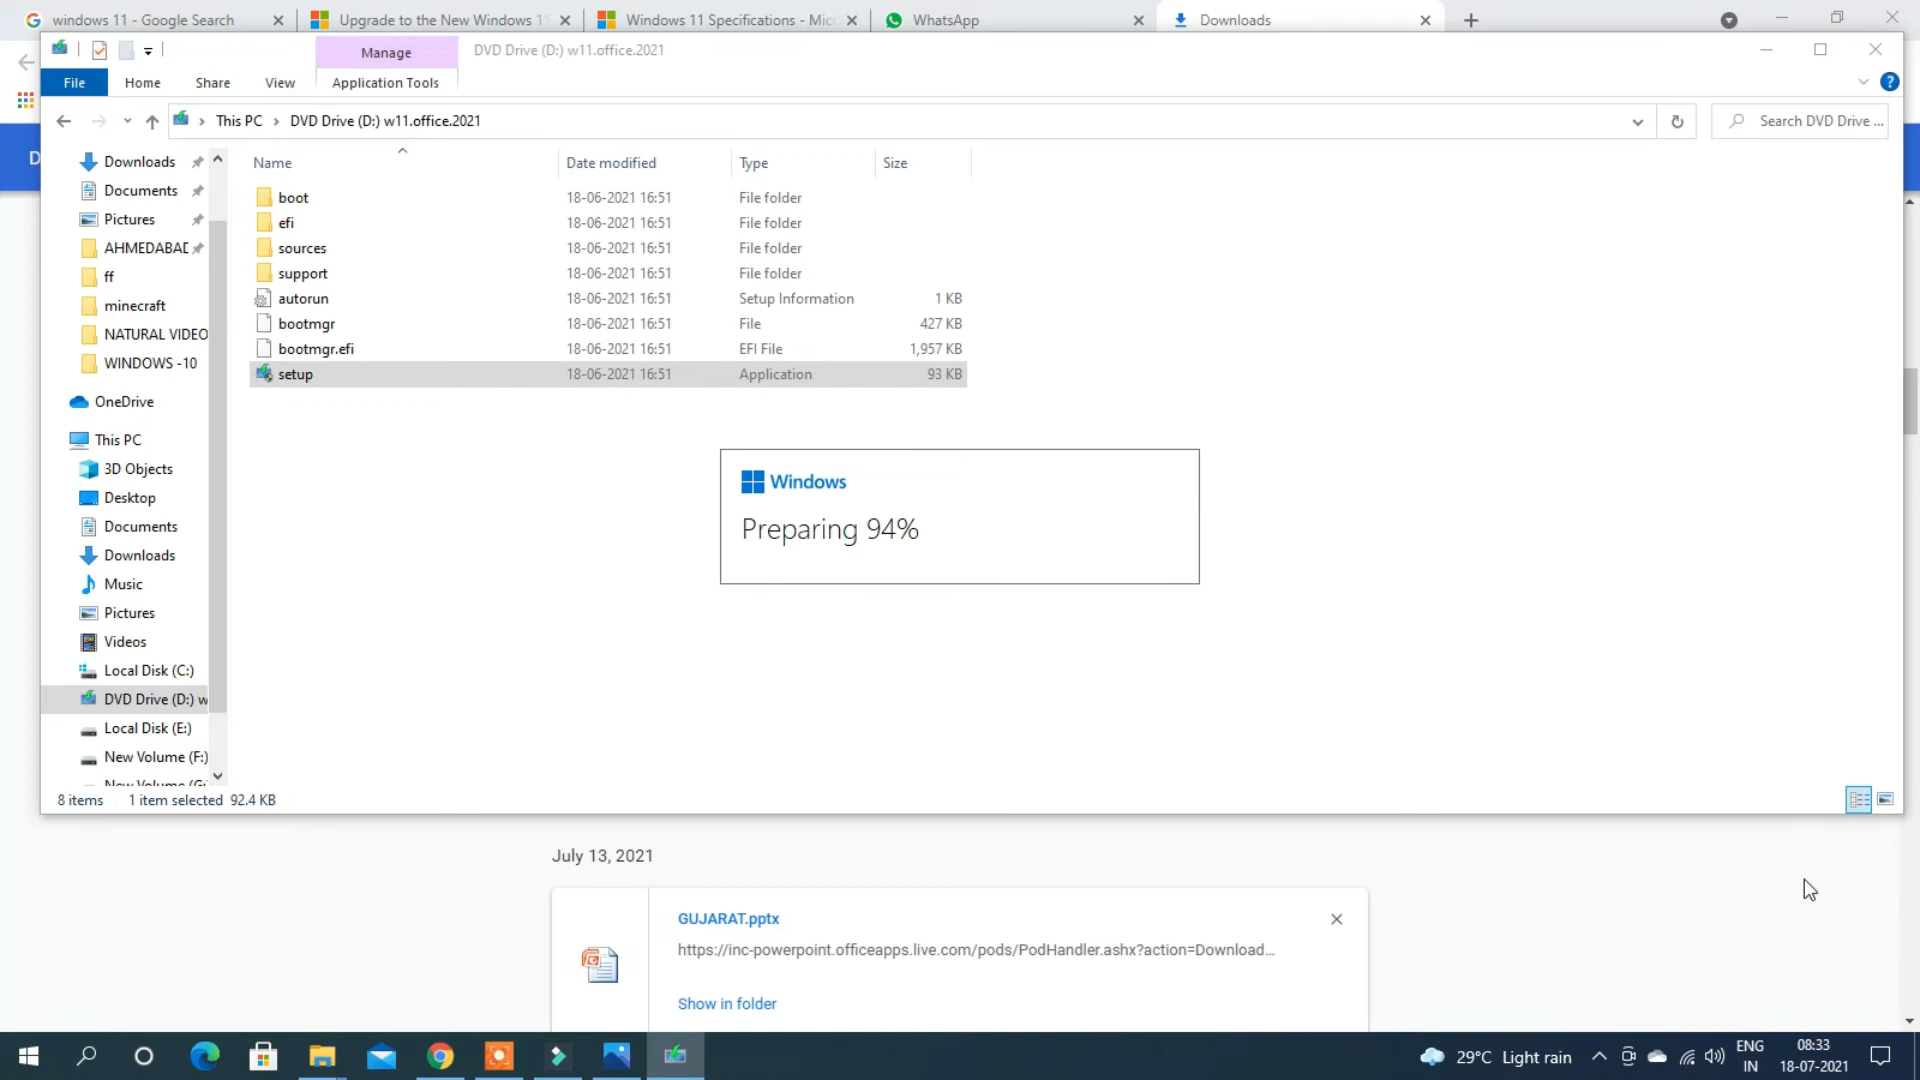 windows 11 - Google Search
Upgrade to the New Windows 11
Windows 11 Specifications - Mic
WhatsApp
Downloads
Manage
DVD Drive (D:) w11.office.2021
File
Home
Share
View
Application Tools
This PC
DVD Drive (D:) w11.office.2021
Search DVD Drive ...
D
Downloads
Documents
Pictures
AHMEDABAD
ff
minecraft
NATURAL VIDEO
WINDOWS -10
OneDrive
This PC
3D Objects
Desktop
Documents
Downloads
Music
Pictures
Videos
Local Disk (C:)
DVD Drive (D:) w
Local Disk (E:)
New Volume (F:)
New Volume (G:
Name Date modified Type Size
boot 18-06-2021 16:51 File folder
efi 18-06-2021 16:51 File folder
sources 18-06-2021 16:51 File folder
support 18-06-2021 16:51 File folder
autorun 18-06-2021 16:51 Setup Information 1 KB
bootmgr 18-06-2021 16:51 File 427 KB
bootmgr.efi 18-06-2021 16:51 EFI File 1,957 KB
setup 18-06-2021 16:51 Application 93 KB
Windows
Preparing 94%
8 items 1 item selected 92.4 KB
July 13, 2021
GUJARAT.pptx
https://inc-powerpoint.officeapps.live.com/pods/PodHandler.ashx?action=Download...
Show in folder
29°C Light rain
ENG
IN
08:33
18-07-2021